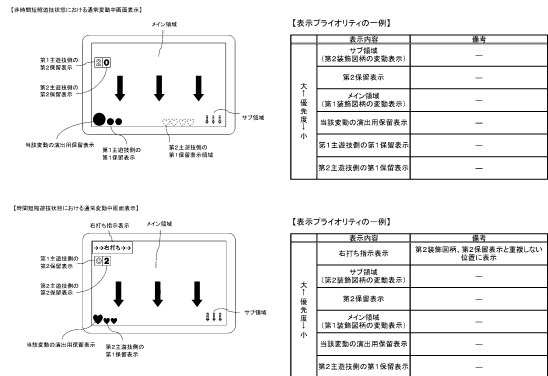 【非時間短縮遊技状態における通常変動中画面表示】
メイン領域
第1主遊技側の
第2保留表示
0
第2主遊技側の
第2保留表示
サブ領域
当該変動の演出用保留表示
第1主遊技側の
第1保留表示
第2主遊技側の
第1保留表示領域
【表示プライオリティの一例】
表示内容
備考
大↑優先度↓小
サブ領域
(第2装飾図柄の変動表示)
―
第2保留表示
―
メイン領域
(第1装飾図柄の変動表示)
―
当該変動の演出用保留表示
―
第1主遊技側の第1保留表示
―
第2主遊技側の第1保留表示
―
【時間短縮遊技状態における通常変動中画面表示】
右打ち指示表示
メイン領域
→→右打ち→→
第1主遊技側の
第2保留表示
2
第2主遊技側の
第2保留表示
サブ領域
当該変動の演出用保留表示
第2主遊技側の
第1保留表示
【表示プライオリティの一例】
表示内容
備考
大↑優先度↓小
右打ち指示表示
第2装飾図柄、第2保留表示と重複しない
位置に表示
サブ領域
(第2装飾図柄の変動表示)
―
第2保留表示
―
メイン領域
(第1装飾図柄の変動表示)
―
当該変動の演出用保留表示
―
第2主遊技側の第1保留表示
―